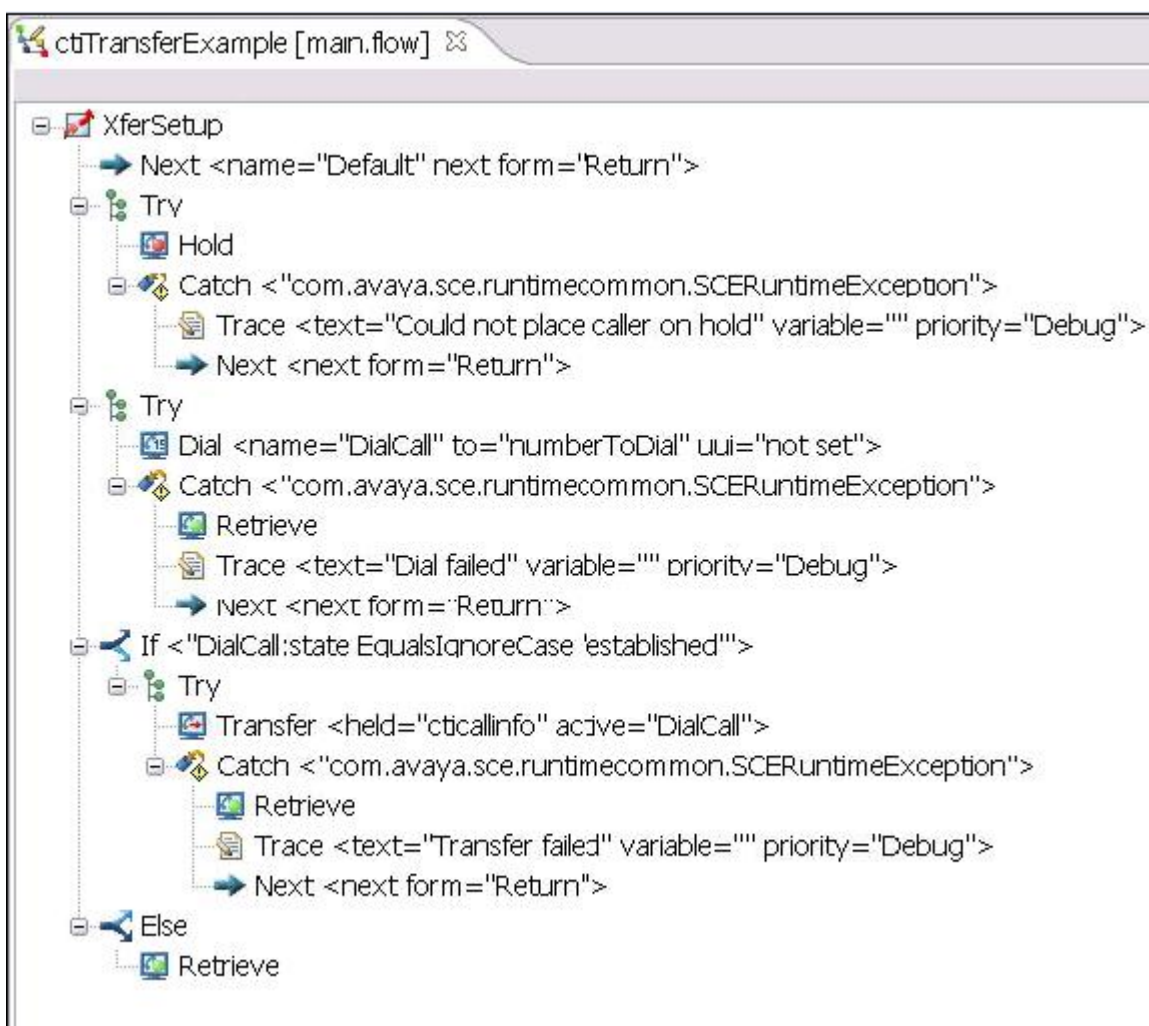 ctiTransferExample [main.flow]
XferSetup
Next <name="Default" next form="Return">
Try
Hold
Catch <"com.avaya.sce.runtimecommon.SCERuntimeException">
Trace <text="Could not place caller on hold" variable="" priority="Debug">
Next <next form="Return">
Try
Dial <name="DialCall" to="numberToDial" uui="not set">
Catch <"com.avaya.sce.runtimecommon.SCERuntimeException">
Retrieve
Trace <text="Dial failed" variable="" priority="Debug">
Next <next form="Return">
If <"DialCall:state EqualsIgnoreCase 'established'">
Try
Transfer <held="cticallinfo" active="DialCall">
Catch <"com.avaya.sce.runtimecommon.SCERuntimeException">
Retrieve
Trace <text="Transfer failed" variable="" priority="Debug">
Next <next form="Return">
Else
Retrieve